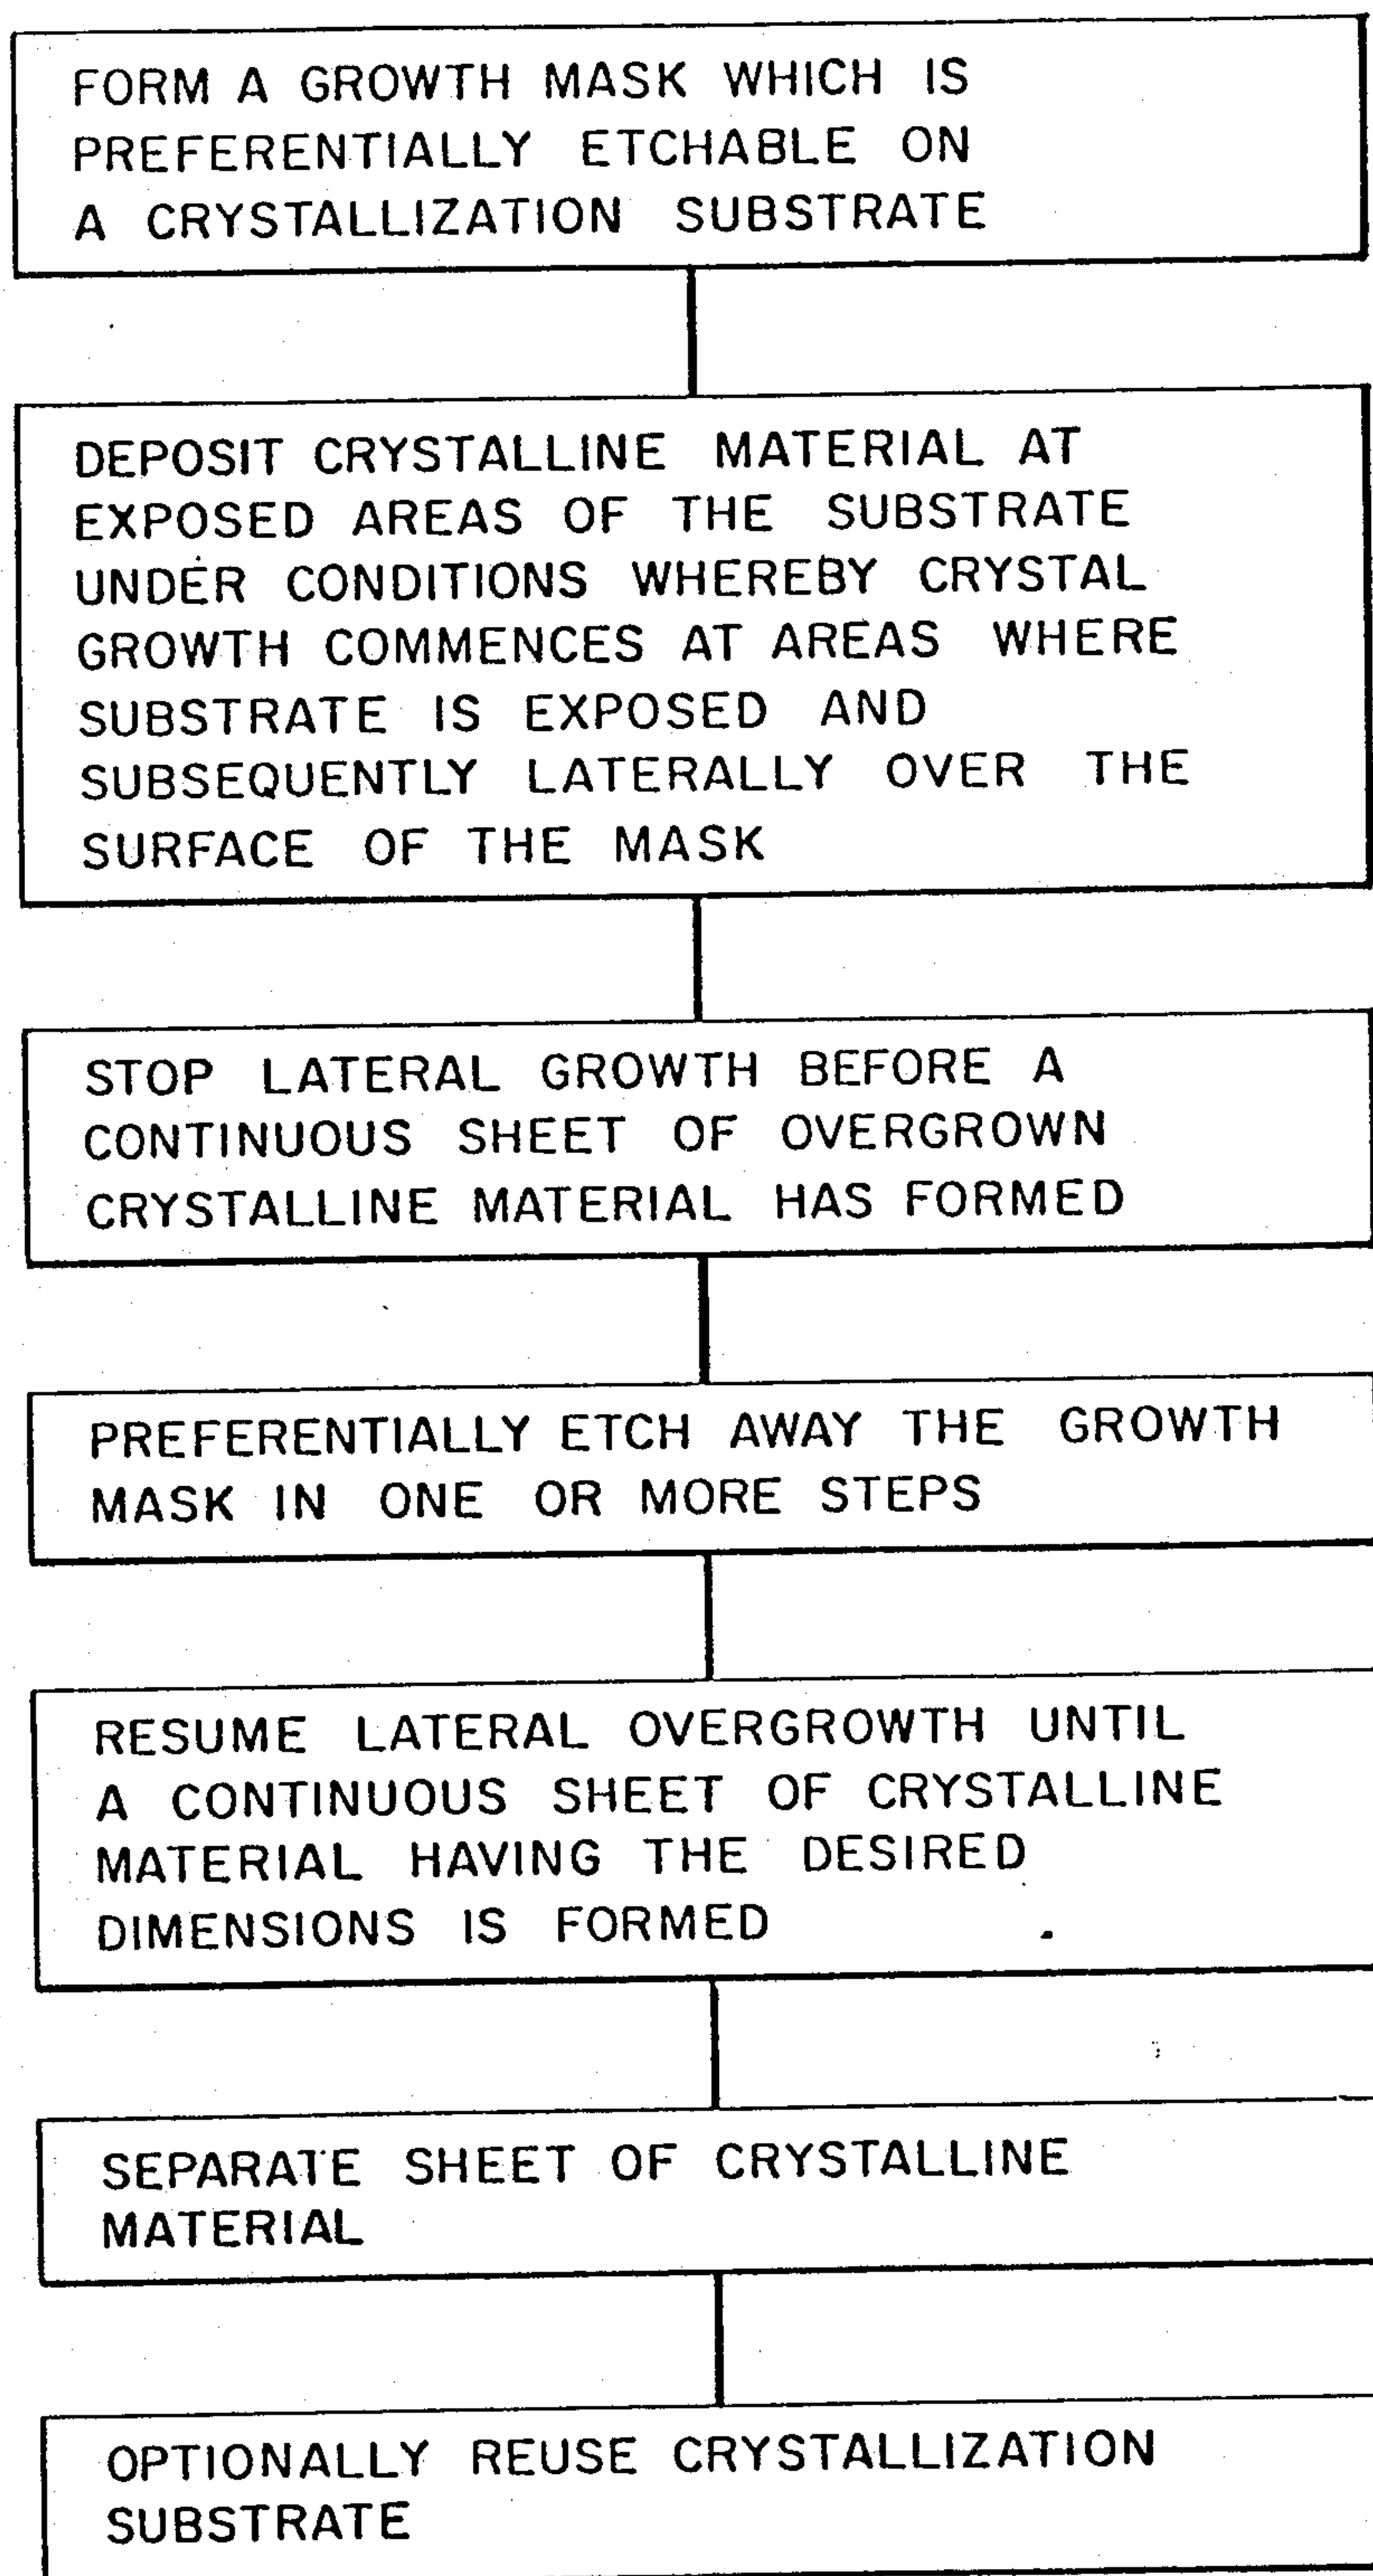 FORM A GROWTH MASK WHICH IS
PREFERENTIALLY ETCHABLE ON
A CRYSTALLIZATION SUBSTRATE
DEPOSIT CRYSTALLINE MATERIAL AT
EXPOSED AREAS OF THE SUBSTRATE
UNDER CONDITIONS WHEREBY CRYSTAL
GROWTH COMMENCES AT AREAS WHERE
SUBSTRATE IS EXPOSED AND
SUBSEQUENTLY LATERALLY OVER THE
SURFACE OF THE MASK
STOP LATERAL GROWTH BEFORE A
CONTINUOUS SHEET OF OVERGROWN
CRYSTALLINE MATERIAL HAS FORMED
PREFERENTIALLY ETCH AWAY THE GROWTH
MASK IN ONE OR MORE STEPS
RESUME LATERAL OVERGROWTH UNTIL
A CONTINUOUS SHEET OF CRYSTALLINE
MATERIAL HAVING THE DESIRED
DIMENSIONS IS FORMED
SEPARATE SHEET OF CRYSTALLINE
MATERIAL
OPTIONALLY REUSE CRYSTALLIZATION
SUBSTRATE